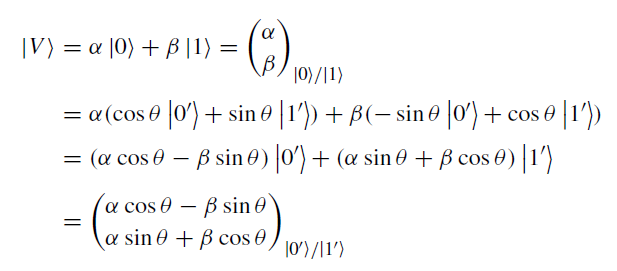 |V⟩ = α |0⟩ + β |1⟩ = (α β)|0⟩/|1⟩
= α(cos θ |0′⟩ + sin θ |1′⟩) + β(− sin θ |0′⟩ + cos θ |1′⟩)
= (α cos θ − β sin θ) |0′⟩ + (α sin θ + β cos θ) |1′⟩
= (α cos θ − β sin θ
α sin θ + β cos θ)|0′⟩/|1′⟩